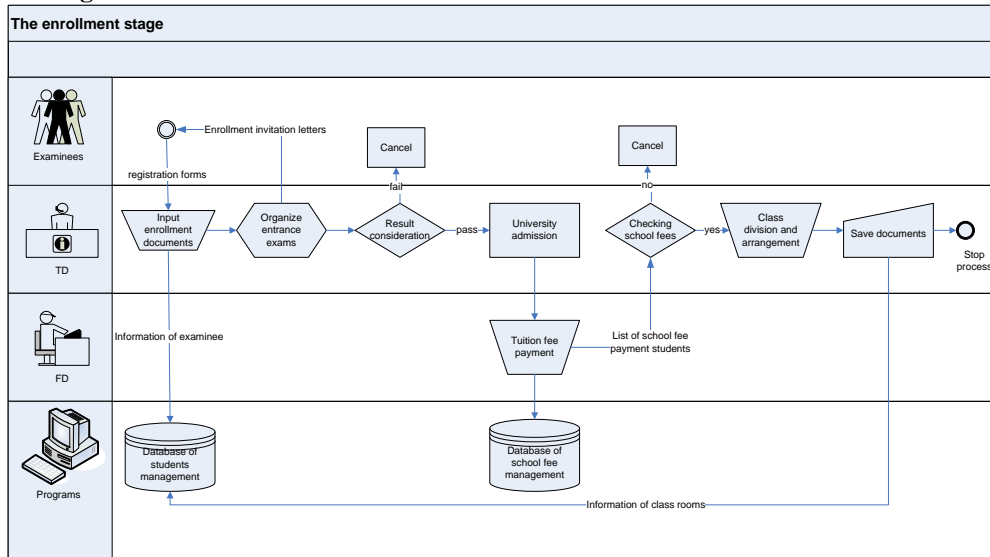 The enrollment stage
Enrollment invitation letters
Cancel
Cancel
Examinees
registration forms
fail
no
Input
enrollment
documents
Organize
entrance
exams
Result
consideration
pass
University
admission
Checking
school fees
yes
Class
division and
arrangement
Save documents
Stop
process
TD
Information of examinee
Tuition fee
payment
List of school fee
payment students
FD
Database of
students
management
Database of
school fee
management
Programs
Information of class rooms